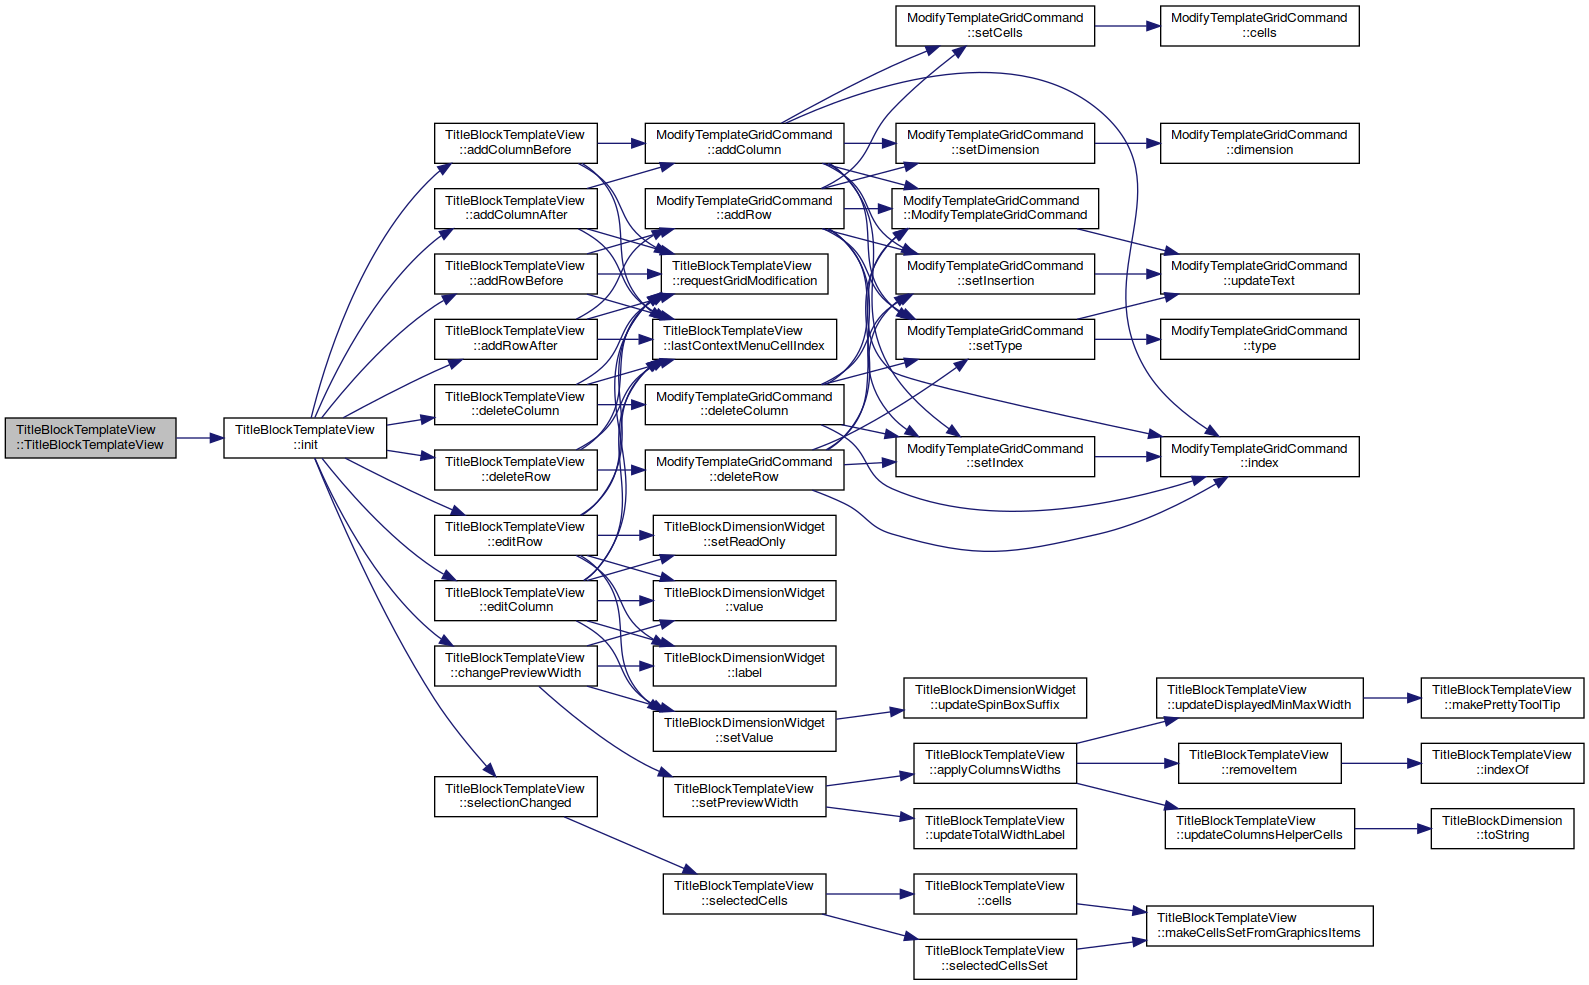 TitleBlockTemplateView
::TitleBlockTemplateView
TitleBlockTemplateView
::init
TitleBlockTemplateView
::addColumnBefore
TitleBlockTemplateView
::addColumnAfter
TitleBlockTemplateView
::addRowBefore
TitleBlockTemplateView
::addRowAfter
TitleBlockTemplateView
::deleteColumn
TitleBlockTemplateView
::deleteRow
TitleBlockTemplateView
::editRow
TitleBlockTemplateView
::editColumn
TitleBlockTemplateView
::changePreviewWidth
TitleBlockTemplateView
::selectionChanged
ModifyTemplateGridCommand
::addColumn
ModifyTemplateGridCommand
::addRow
TitleBlockTemplateView
::requestGridModification
TitleBlockTemplateView
::lastContextMenuCellIndex
ModifyTemplateGridCommand
::deleteColumn
ModifyTemplateGridCommand
::deleteRow
TitleBlockDimensionWidget
::setReadOnly
TitleBlockDimensionWidget
::value
TitleBlockDimensionWidget
::label
TitleBlockDimensionWidget
::setValue
TitleBlockTemplateView
::setPreviewWidth
TitleBlockTemplateView
::selectedCells
ModifyTemplateGridCommand
::setCells
ModifyTemplateGridCommand
::setDimension
ModifyTemplateGridCommand
::ModifyTemplateGridCommand
ModifyTemplateGridCommand
::setInsertion
ModifyTemplateGridCommand
::setType
ModifyTemplateGridCommand
::setIndex
TitleBlockDimensionWidget
::updateSpinBoxSuffix
TitleBlockTemplateView
::applyColumnsWidths
TitleBlockTemplateView
::updateTotalWidthLabel
TitleBlockTemplateView
::cells
TitleBlockTemplateView
::selectedCellsSet
ModifyTemplateGridCommand
::cells
ModifyTemplateGridCommand
::dimension
ModifyTemplateGridCommand
::updateText
ModifyTemplateGridCommand
::type
ModifyTemplateGridCommand
::index
TitleBlockTemplateView
::updateDisplayedMinMaxWidth
TitleBlockTemplateView
::removeItem
TitleBlockTemplateView
::updateColumnsHelperCells
TitleBlockTemplateView
::makeCellsSetFromGraphicsItems
TitleBlockTemplateView
::makePrettyToolTip
TitleBlockTemplateView
::indexOf
TitleBlockDimension
::toString